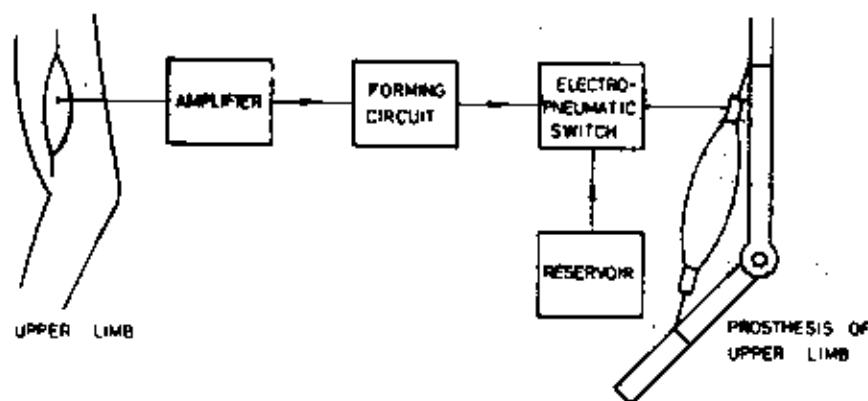 UPPER LIMB
AMPLIFIER
FORMING
CIRCUIT
ELECTRO-
PNEUMATIC
SWITCH
RESERVOIR
PROSTHESIS OF
UPPER LIMB